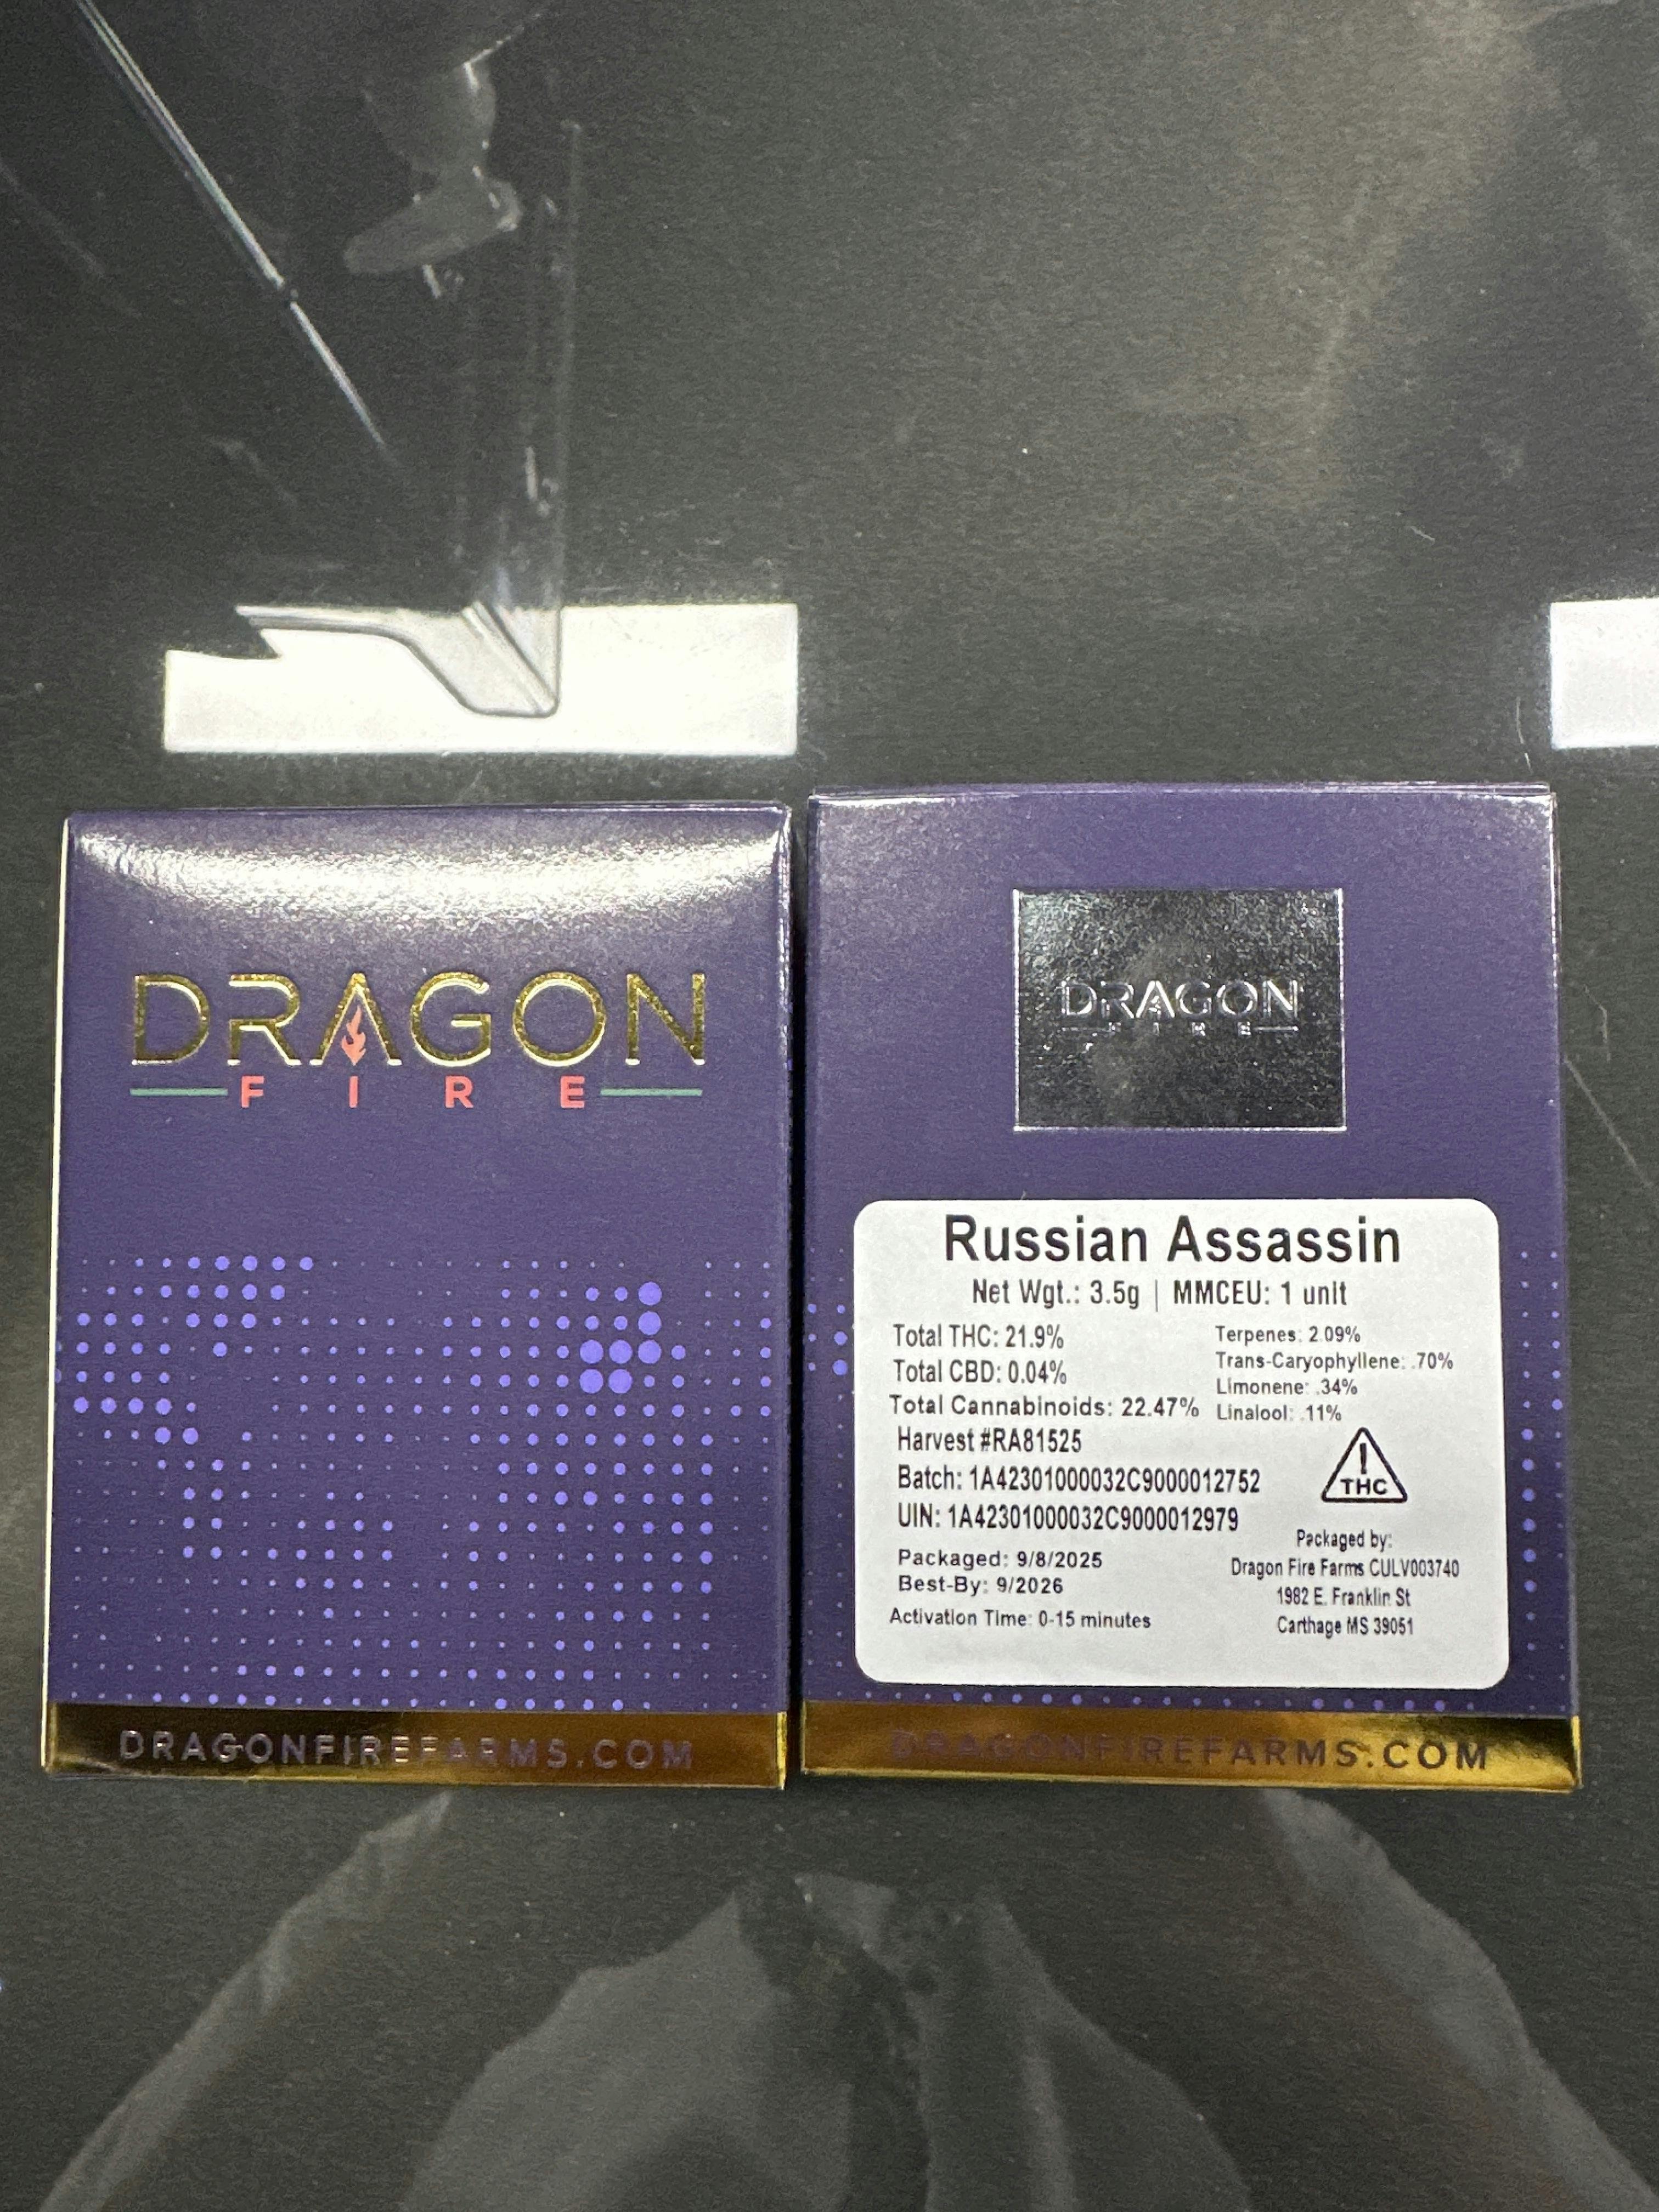 DRAGON
FIRE
DRAGONFIREFARMS.COM
DRAGON
FIRE
Russian Assassin
Net Wgt.: 3.5g | MMCEU: 1 unit
Total THC: 21.9%
Total CBD: 0.04%
Total Cannabinoids: 22.47%
Terpenes: 2.09%
Trans-Caryophyllene: .70%
Limonene: .34%
Linalool: .11%
Harvest #RA81525
Batch: 1A42301000032C9000012752
UIN: 1A42301000032C9000012979
! THC
Packaged: 9/8/2025
Best-By: 9/2026
Activation Time: 0-15 minutes
Packaged by:
Dragon Fire Farms CULV003740
1982 E. Franklin St
Carthage MS 39051
DRAGONFIREFARMS.COM